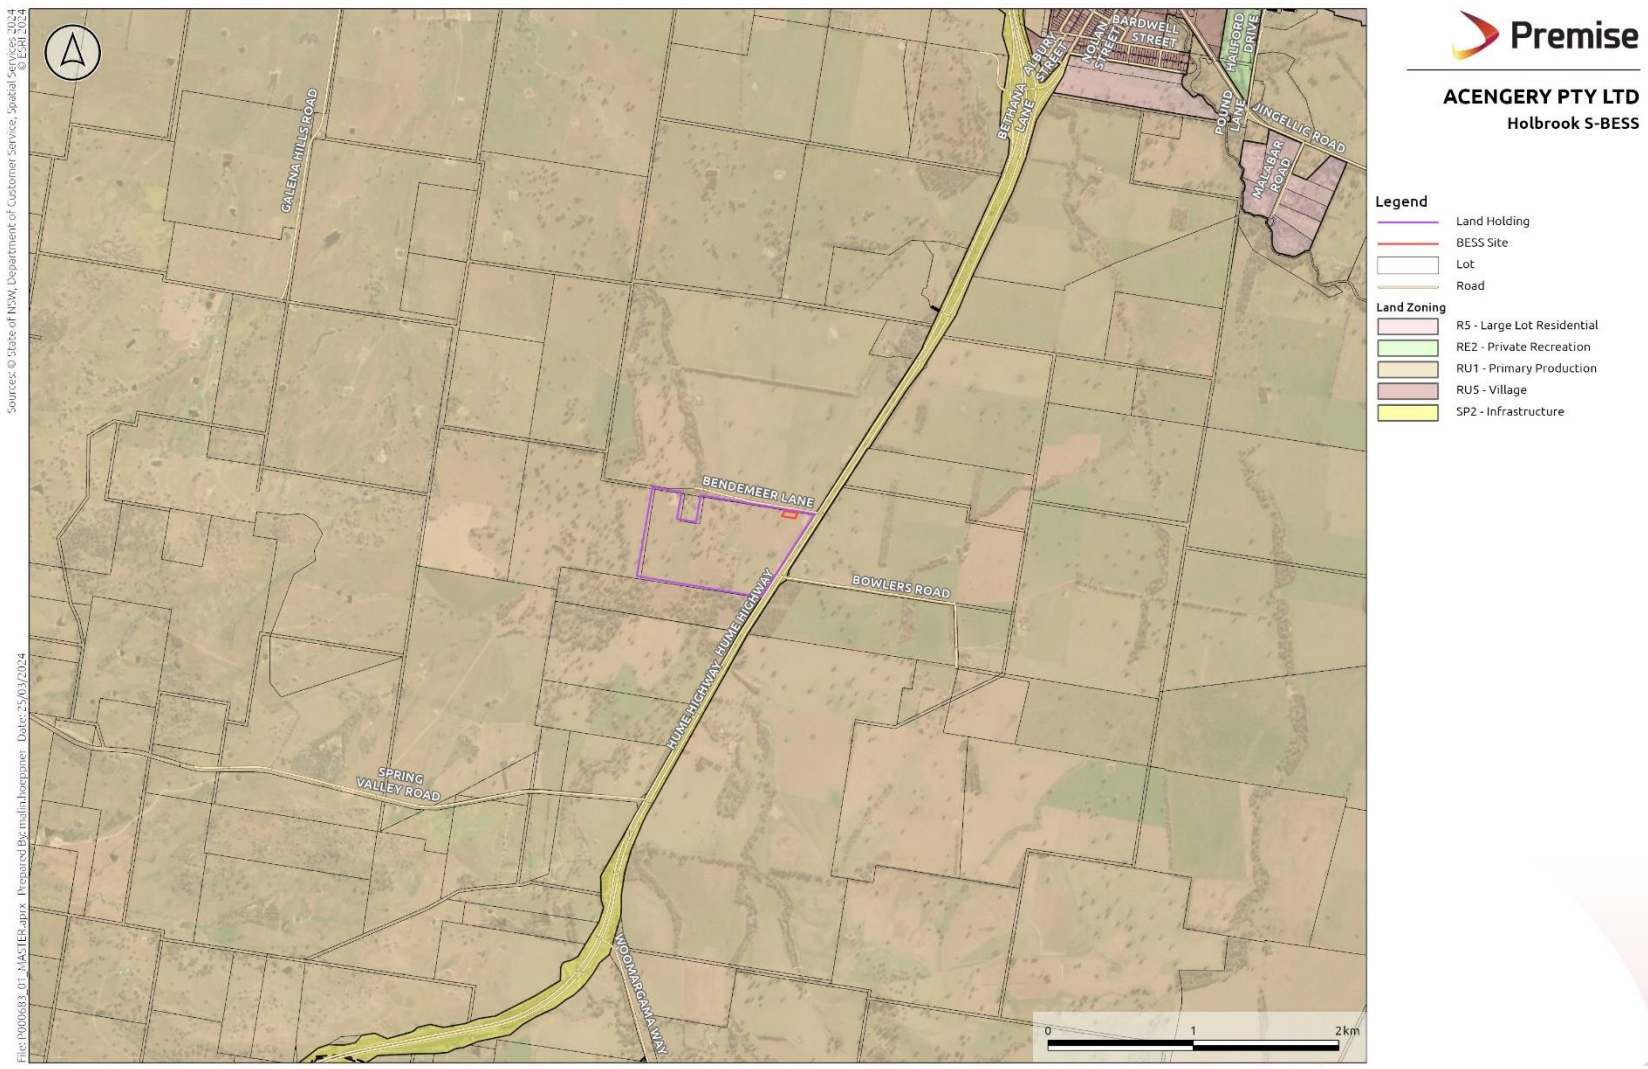 Sources: © State of NSW, Department of Customer Service, Spatial Services 2024
© ESRI 2024
File: P000683_01_MASTER.aprx Prepared By: malin.hoeppner Date: 25/03/2024
GALENA HILLS ROAD
BETHANA
LANE
ALBURY
STREET
NOLAN
STREET
BARDWELL
STREET
HALFORD
DRIVE
POUND
LANE
JINGELLIC ROAD
MALABAR
ROAD
BENDEMEER LANE
BOWLERS ROAD
HUME HIGHWAY
HUME HIGHWAY
SPRING
VALLEY ROAD
WOOMARGAMA WAY
0 1 2km
Premise
ACENGERY PTY LTD
Holbrook S-BESS
Legend
Land Holding
BESS Site
Lot
Road
Land Zoning
R5 - Large Lot Residential
RE2 - Private Recreation
RU1 - Primary Production
RU5 - Village
SP2 - Infrastructure